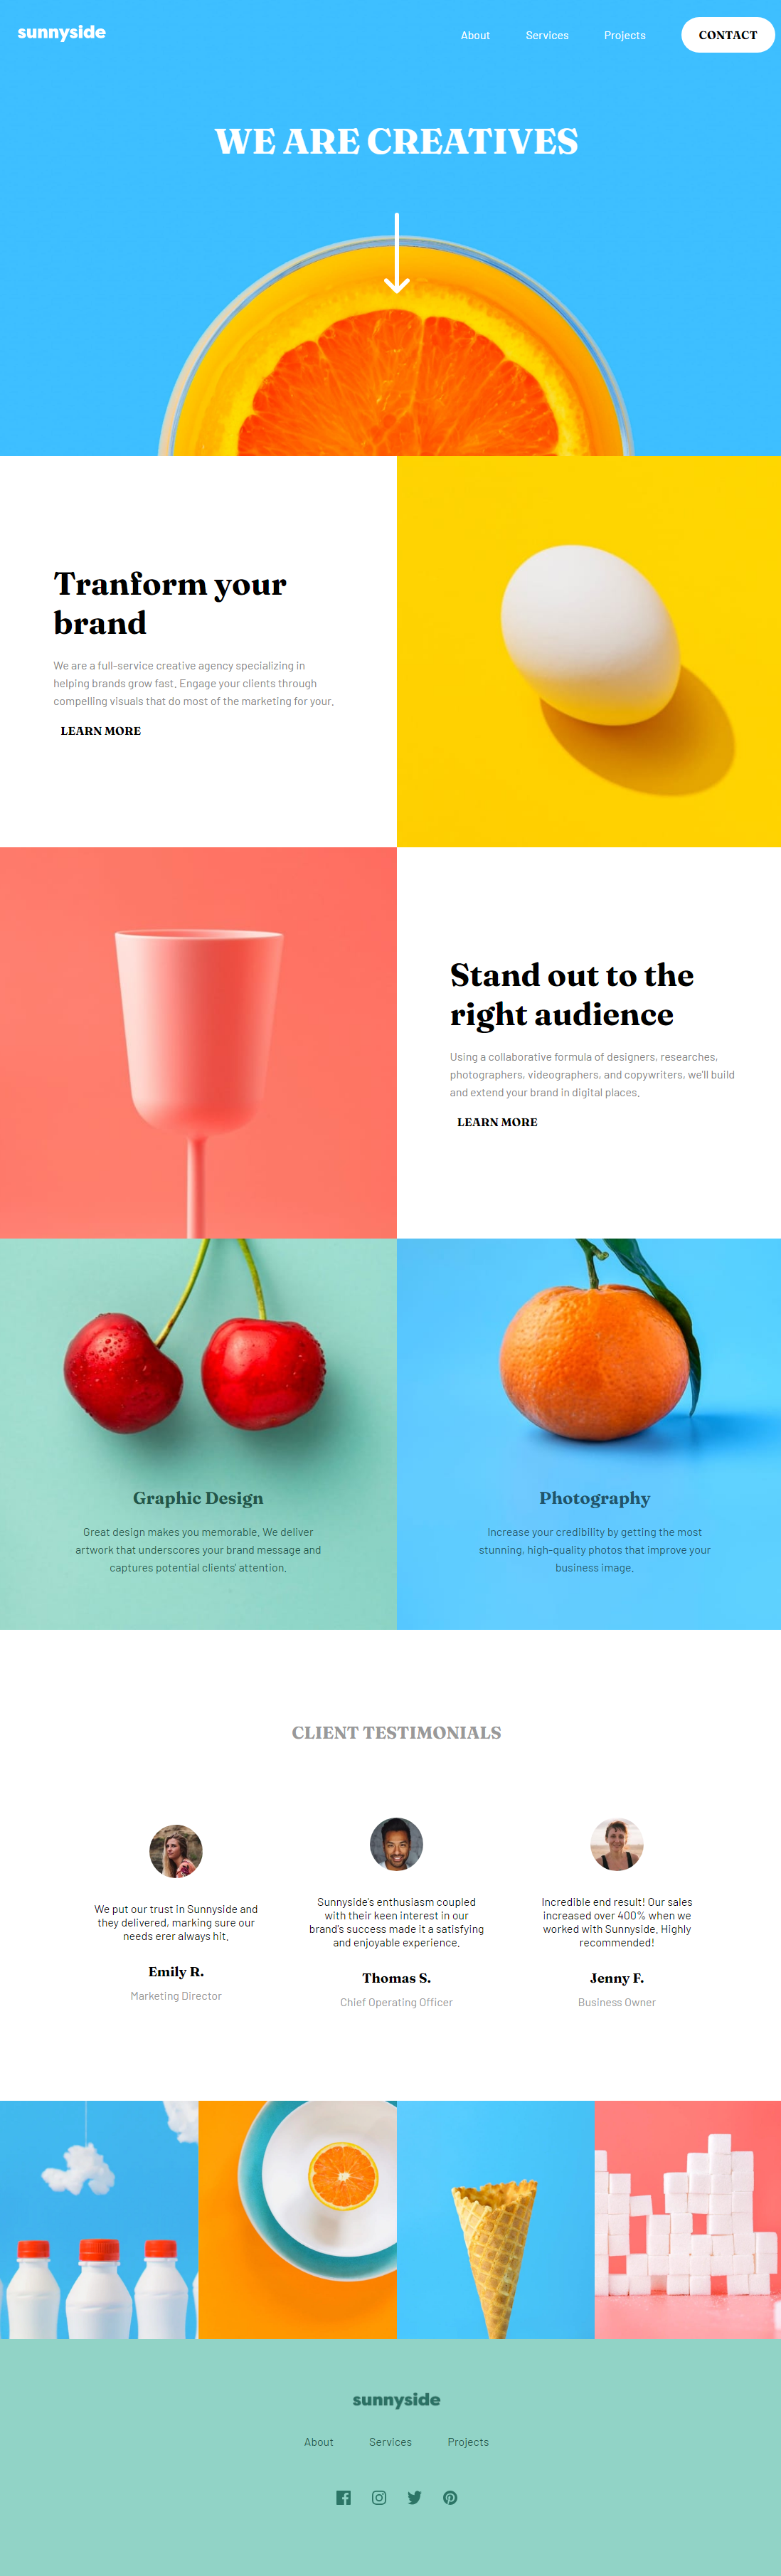 sunnyside
About Services Projects CONTACT
WE ARE CREATIVES
Tranform your
brand
We are a full-service creative agency specializing in
helping brands grow fast. Engage your clients through
compelling visuals that do most of the marketing for your.
LEARN MORE
Stand out to the
right audience
Using a collaborative formula of designers, researches,
photographers, videographers, and copywriters, we'll build
and extend your brand in digital places.
LEARN MORE
Graphic Design
Great design makes you memorable. We deliver
artwork that underscores your brand message and
captures potential clients' attention.
Photography
Increase your credibility by getting the most
stunning, high-quality photos that improve your
business image.
CLIENT TESTIMONIALS
We put our trust in Sunnyside and
they delivered, marking sure our
needs erer always hit.
Emily R.
Marketing Director
Sunnyside's enthusiasm coupled
with their keen interest in our
brand's success made it a satisfying
and enjoyable experience.
Thomas S.
Chief Operating Officer
Incredible end result! Our sales
increased over 400% when we
worked with Sunnyside. Highly
recommended!
Jenny F.
Business Owner
sunnyside
About Services Projects